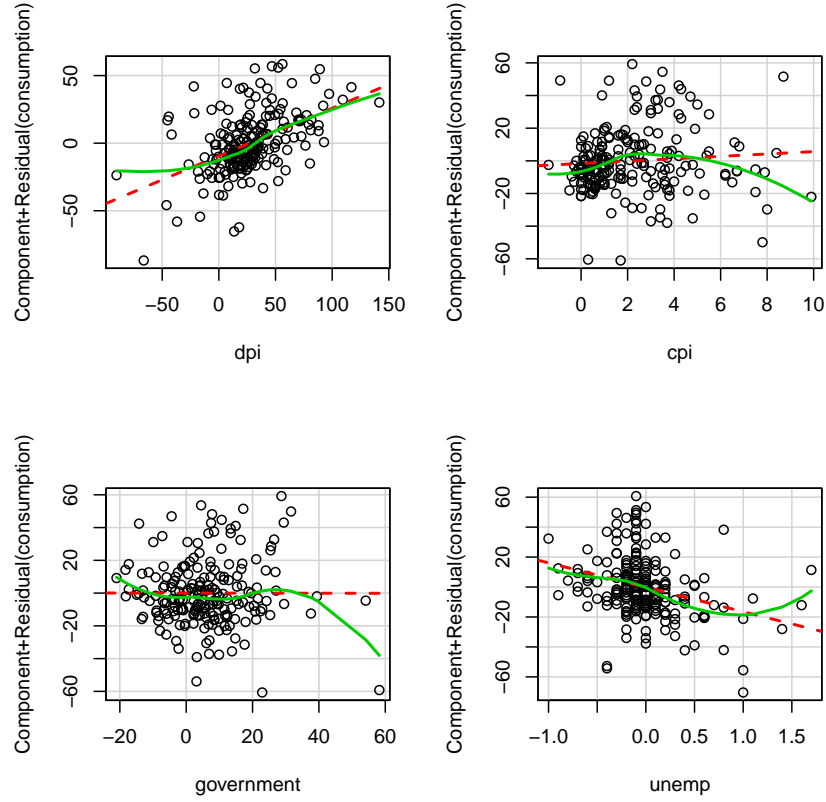 Component+Residual(consumption)
50
0
−50
−50 0 50 100 150
dpi
Component+Residual(consumption)
60
20
−20
−60
0 2 4 6 8 10
cpi
Component+Residual(consumption)
60
20
−20
−60
−20 0 20 40 60
government
Component+Residual(consumption)
60
20
−20
−60
−1.0 0.0 0.5 1.0 1.5
unemp